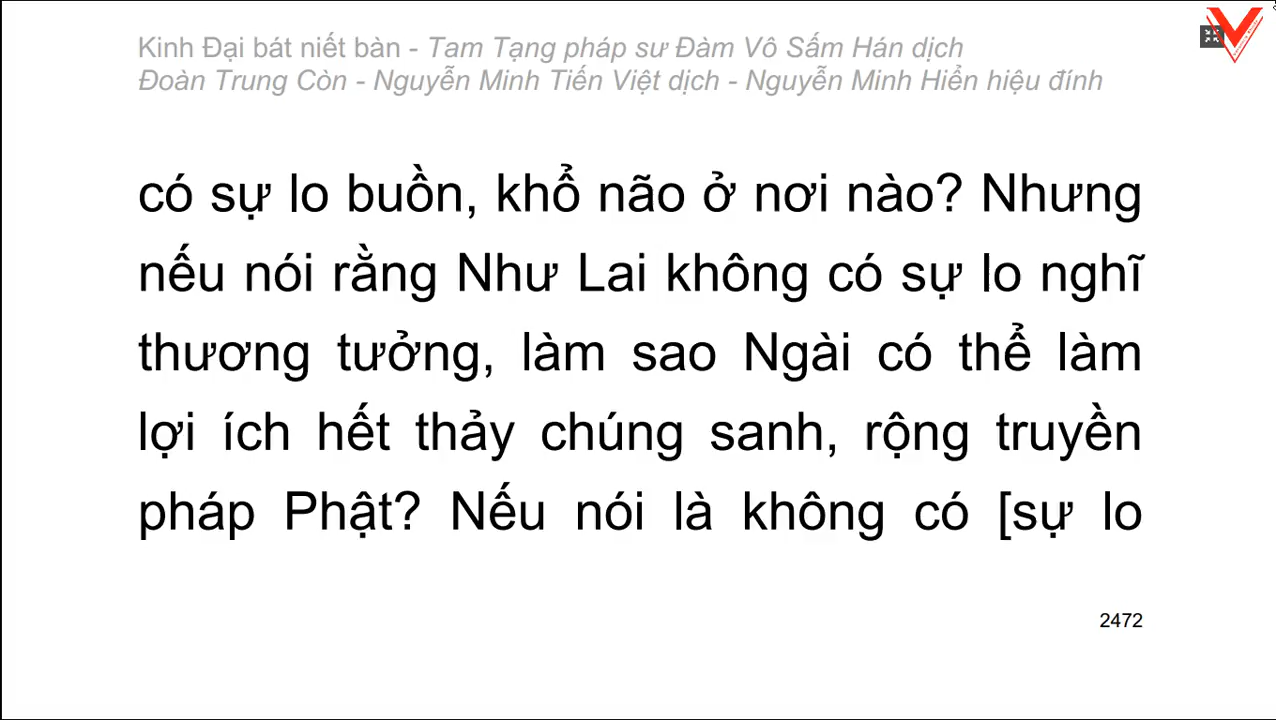 Kinh Đại bát niết bàn - Tam Tạng pháp sư Đàm Vô Sấm Hán dịch
Đoàn Trung Còn - Nguyễn Minh Tiến Việt dịch - Nguyễn Minh Hiển hiệu đính
có sự lo buồn, khổ não ở nơi nào? Nhưng
nếu nói rằng Như Lai không có sự lo nghĩ
thương tưởng, làm sao Ngài có thể làm
lợi ích hết thảy chúng sanh, rộng truyền
pháp Phật? Nếu nói là không có [sự lo
2472